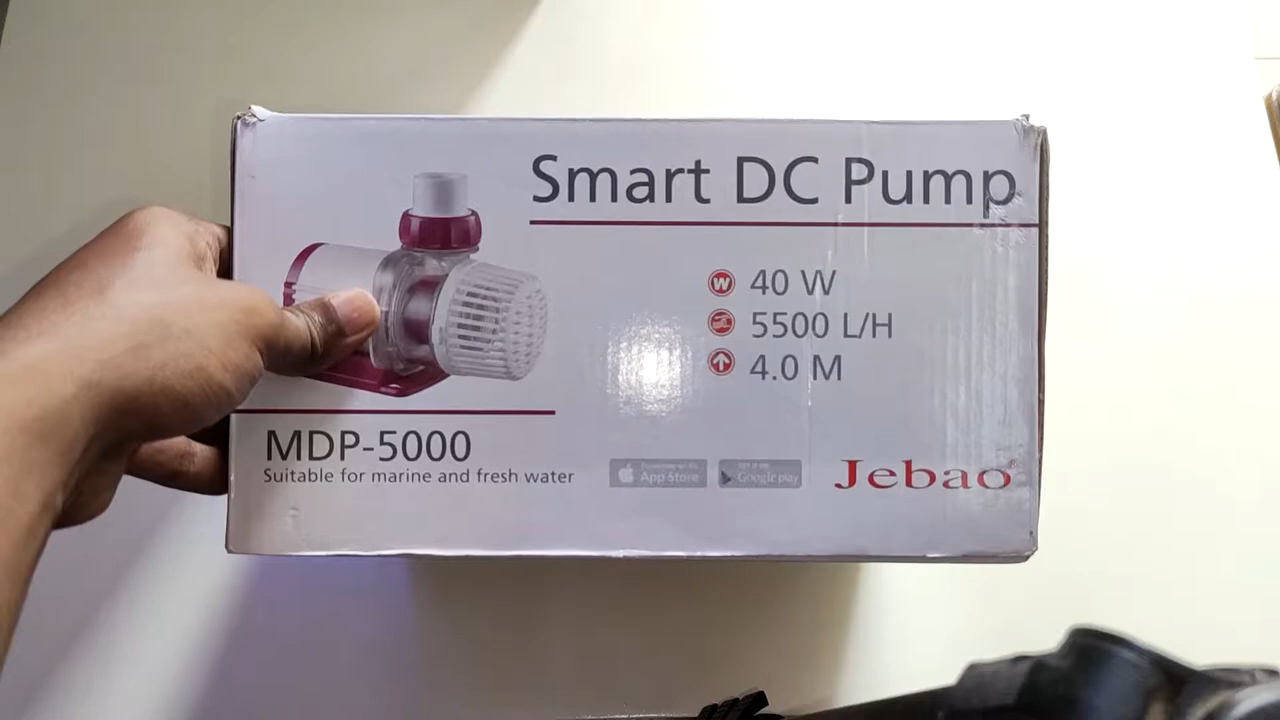 Smart DC Pump
W 40 W
5500 L/H
4.0 M
MDP-5000
Suitable for marine and fresh water
App Store
Google play
Jebao®